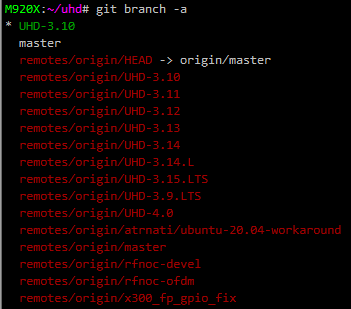 M920X:~/uhd# git branch -a
* UHD-3.10
master
remotes/origin/HEAD -> origin/master
remotes/origin/UHD-3.10
remotes/origin/UHD-3.11
remotes/origin/UHD-3.12
remotes/origin/UHD-3.13
remotes/origin/UHD-3.14
remotes/origin/UHD-3.14.L
remotes/origin/UHD-3.15.LTS
remotes/origin/UHD-3.9.LTS
remotes/origin/UHD-4.0
remotes/origin/atrnati/ubuntu-20.04-workaround
remotes/origin/master
remotes/origin/rfnoc-devel
remotes/origin/rfnoc-ofdm
remotes/origin/x300_fp_gpio_fix